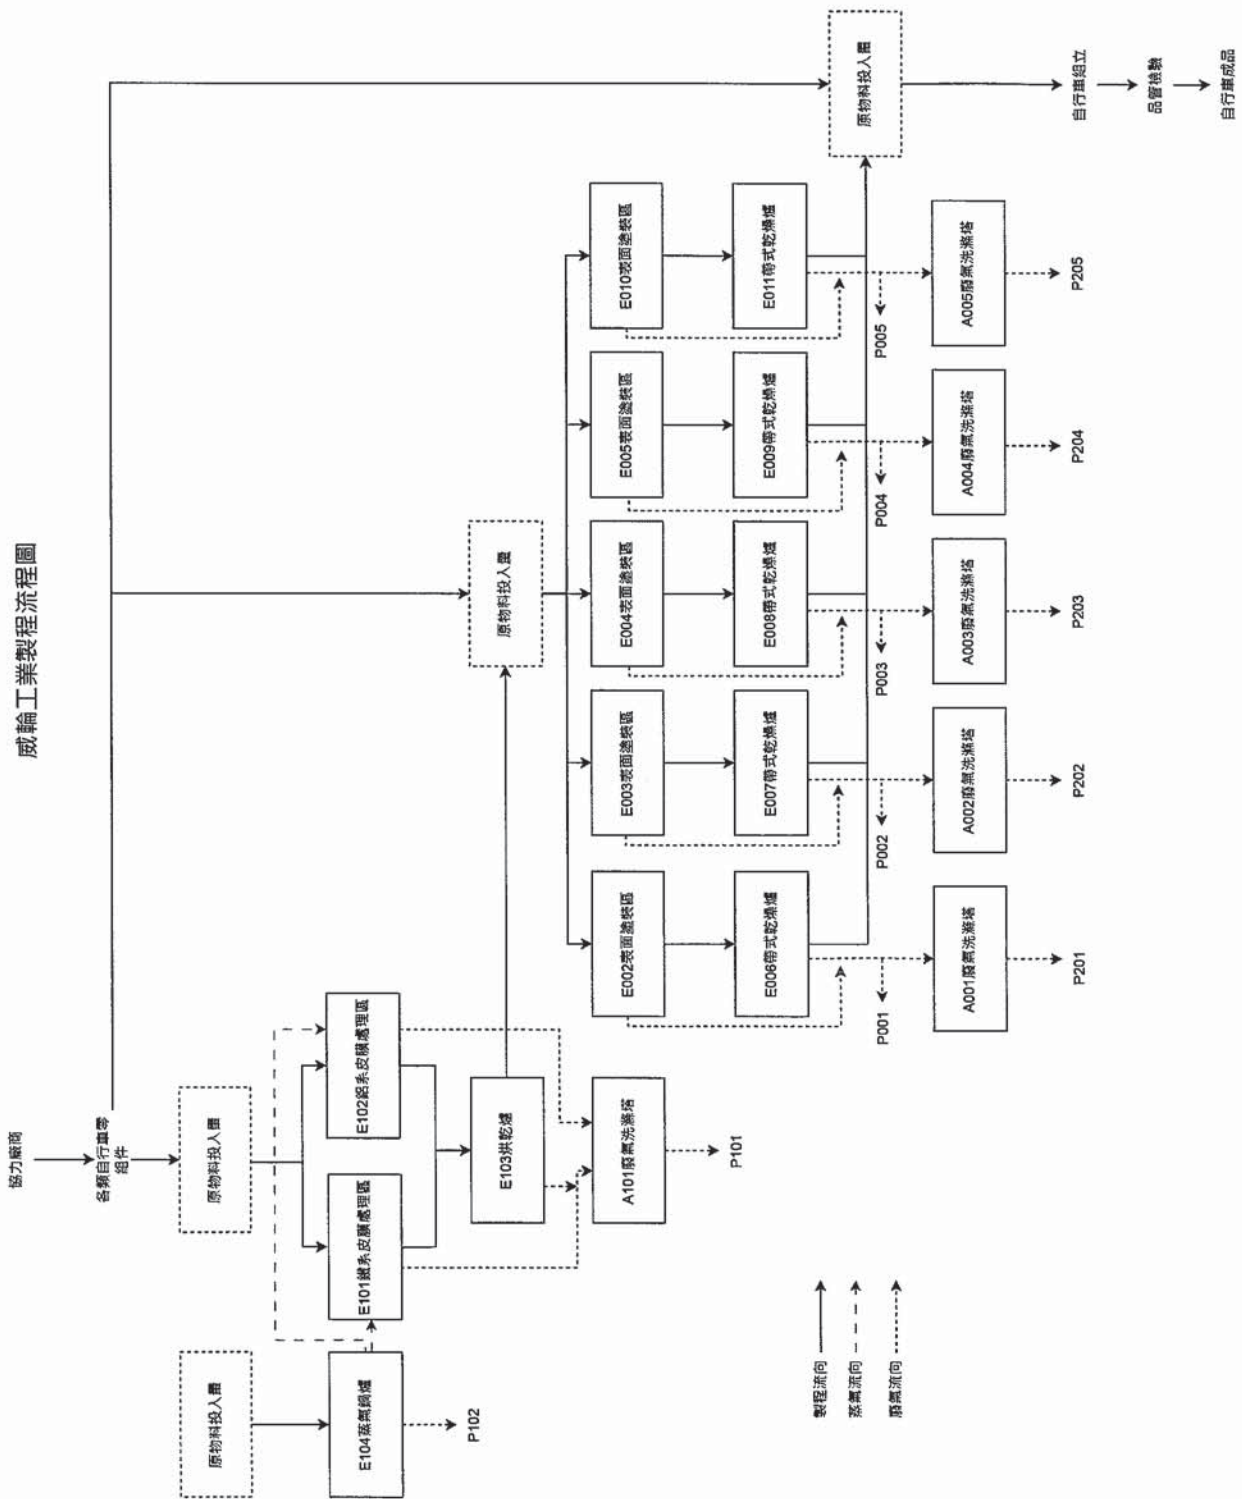 威輪工業製程流程圖
協力廠商
各類自行車零
組件
原物料投入量
原物料投入量
E104蒸氣鍋爐
P102
E101鐵系皮膜處理區
E102鋁系皮膜處理區
E103烘乾爐
A101廢氣洗滌塔
P101
原物料投入量
E002表面塗裝區
E003表面塗裝區
E004表面塗裝區
E005表面塗裝區
E010表面塗裝區
E006帶式乾燥爐
E007帶式乾燥爐
E008帶式乾燥爐
E009帶式乾燥爐
E011帶式乾燥爐
P001
P002
P003
P004
P005
A001廢氣洗滌塔
A002廢氣洗滌塔
A003廢氣洗滌塔
A004廢氣洗滌塔
A005廢氣洗滌塔
P201
P202
P203
P204
P205
原物料投入量
自行車組立
品管檢驗
自行車成品
製程流向
蒸氣流向
廢氣流向